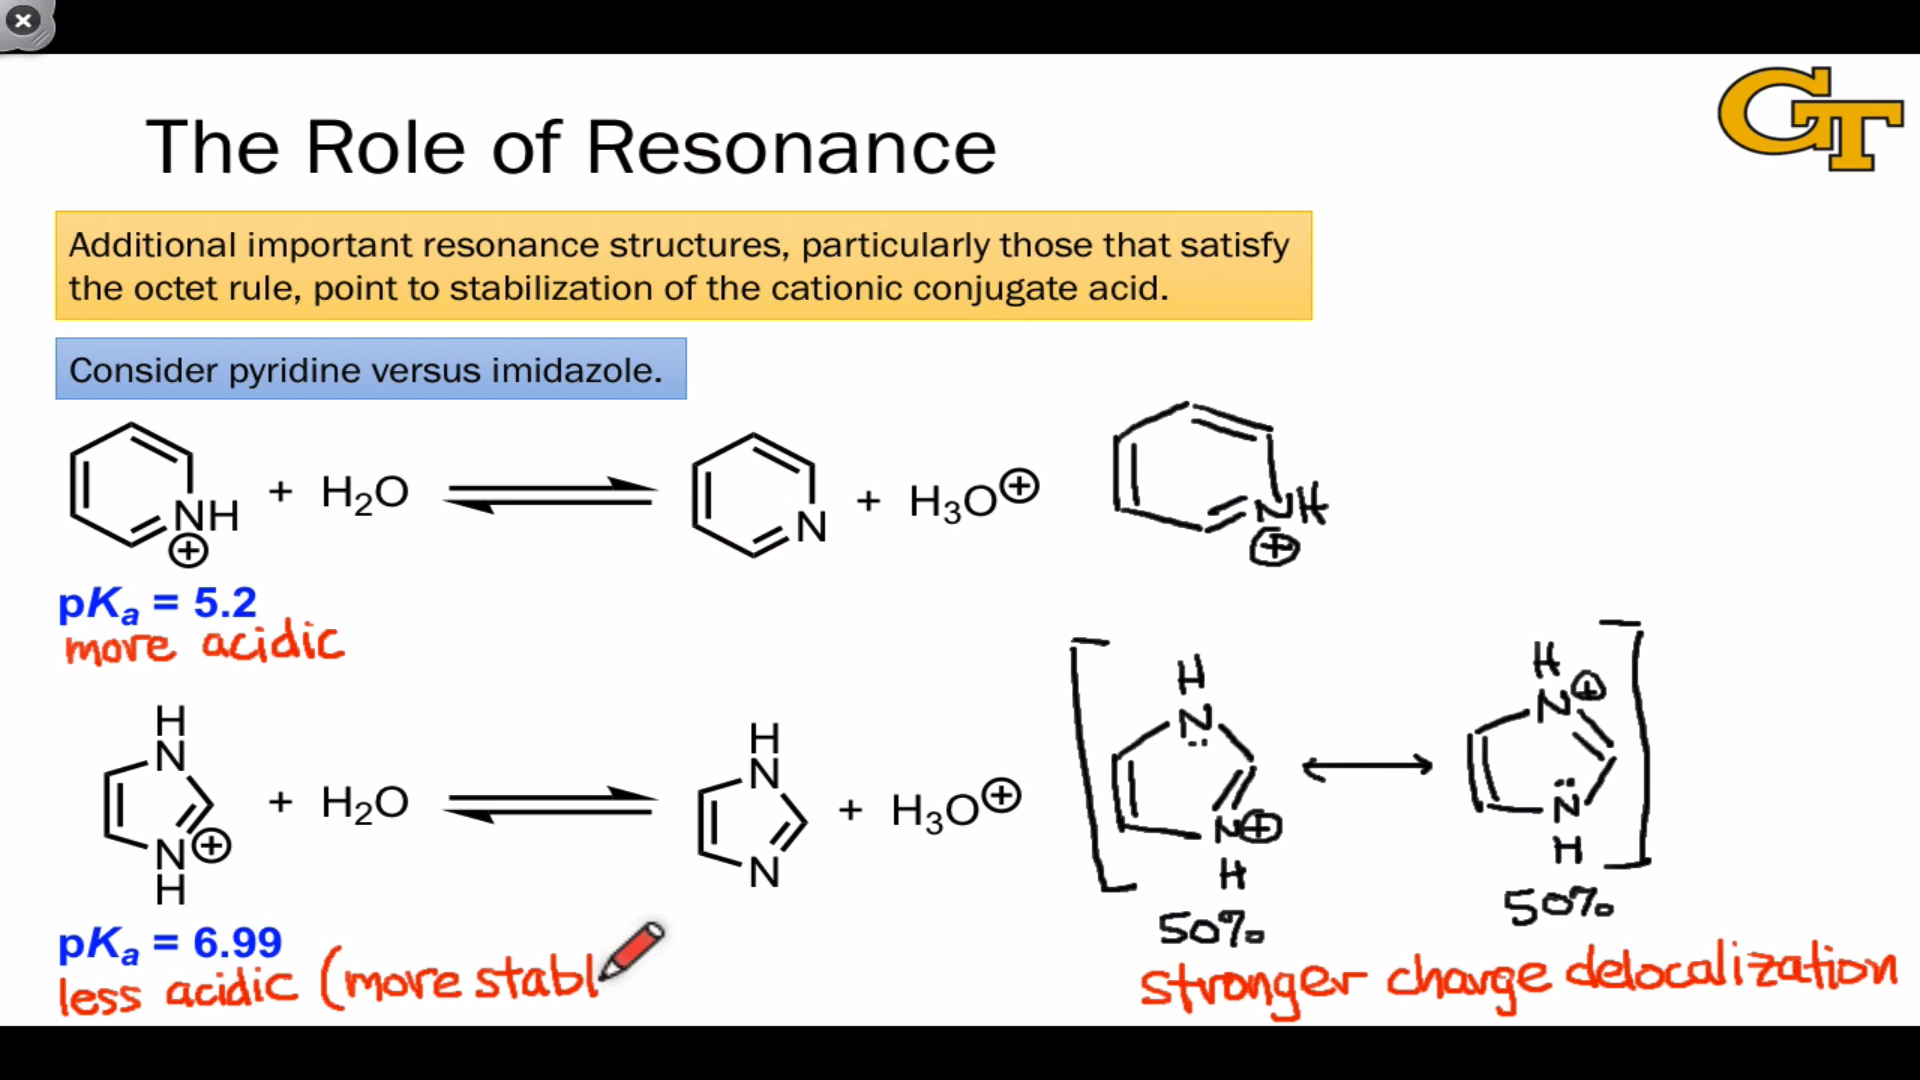 The Role of Resonance
GT
Additional important resonance structures, particularly those that satisfy
the octet rule, point to stabilization of the cationic conjugate acid.
Consider pyridine versus imidazole.
NH ⊕ + H₂O ⇌ N + H₃O⊕
NH ⊕
pKₐ = 5.2
more acidic
H N N⊕ H + H₂O ⇌ H N N + H₃O⊕
[ H N N⊕ H ↔ H N⊕ N H ]
50% 50%
pKₐ = 6.99
less acidic (more stabl
stronger charge delocalization